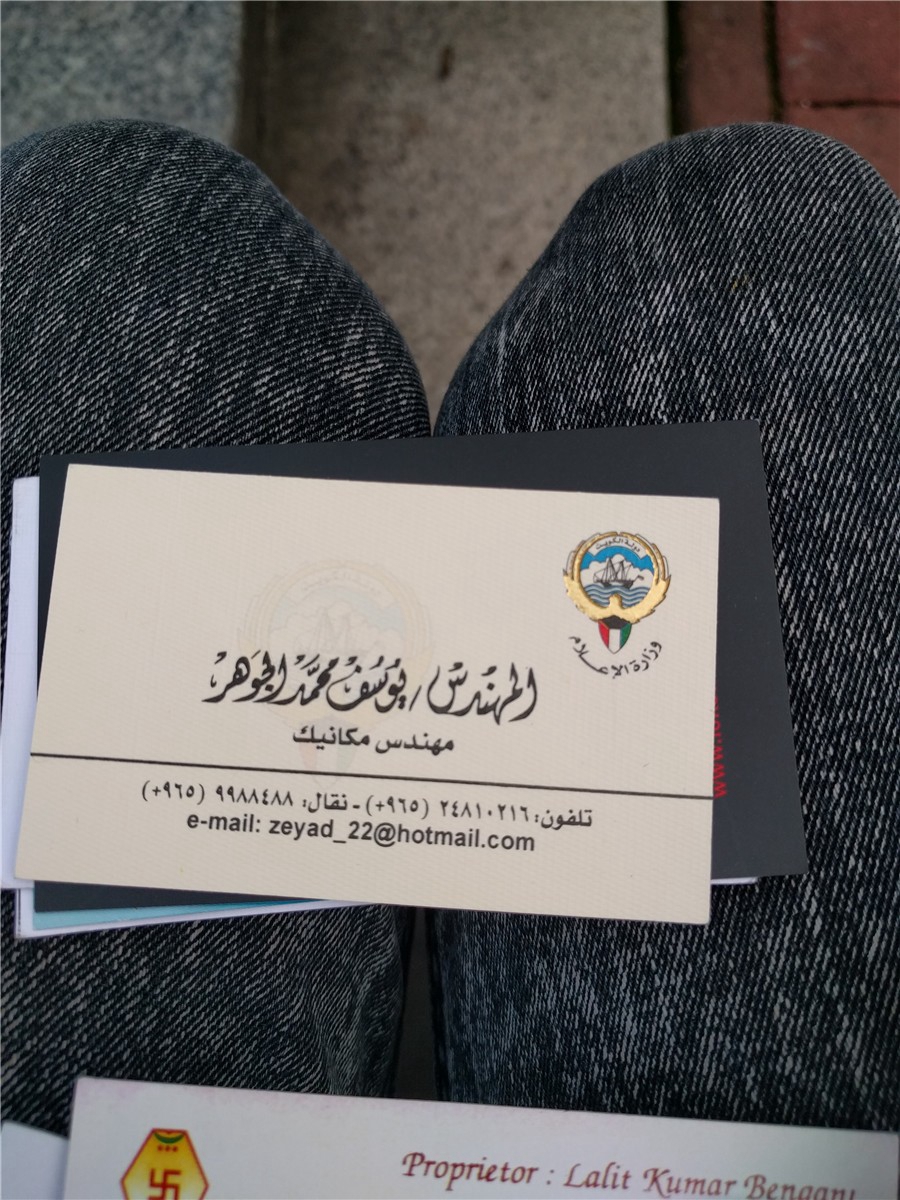 دولة الكويت
وزارة الإعلام
المهندس / يوسف محمد الجوهر
مهندس مكانيك
تلفون: ٢٤٨١٠٢١٦ (٩٦٥+) - نقال: ٩٩٨٨٤٨٨ (٩٦٥+)
e-mail: zeyad_22@hotmail.com
Proprietor : Lalit Kumar Bengani